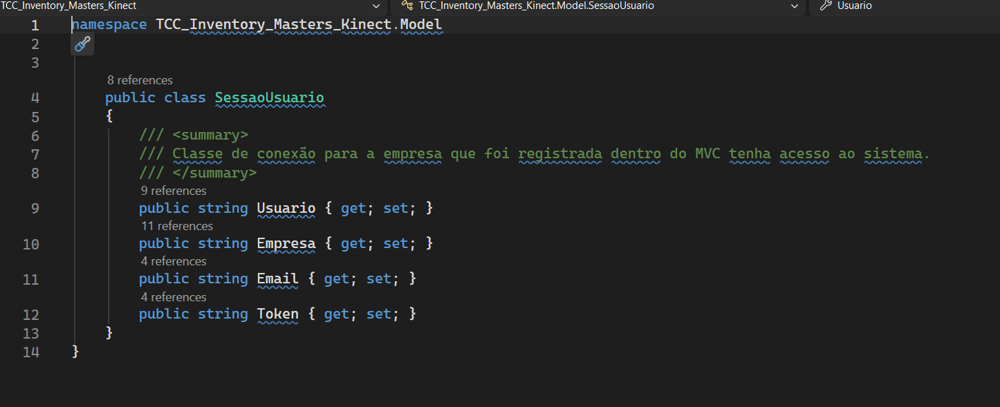 TCC_Inventory_Masters_Kinect TCC_Inventory_Masters_Kinect.Model.SessaoUsuario Usuario
1 namespace TCC_Inventory_Masters_Kinect.Model
2
3
8 references
4 public class SessaoUsuario
5 {
6 /// <summary>
7 /// Classe de conexão para a empresa que foi registrada dentro do MVC tenha acesso ao sistema.
8 /// </summary>
9 references
9 public string Usuario { get; set; }
11 references
10 public string Empresa { get; set; }
4 references
11 public string Email { get; set; }
4 references
12 public string Token { get; set; }
13 }
14 }